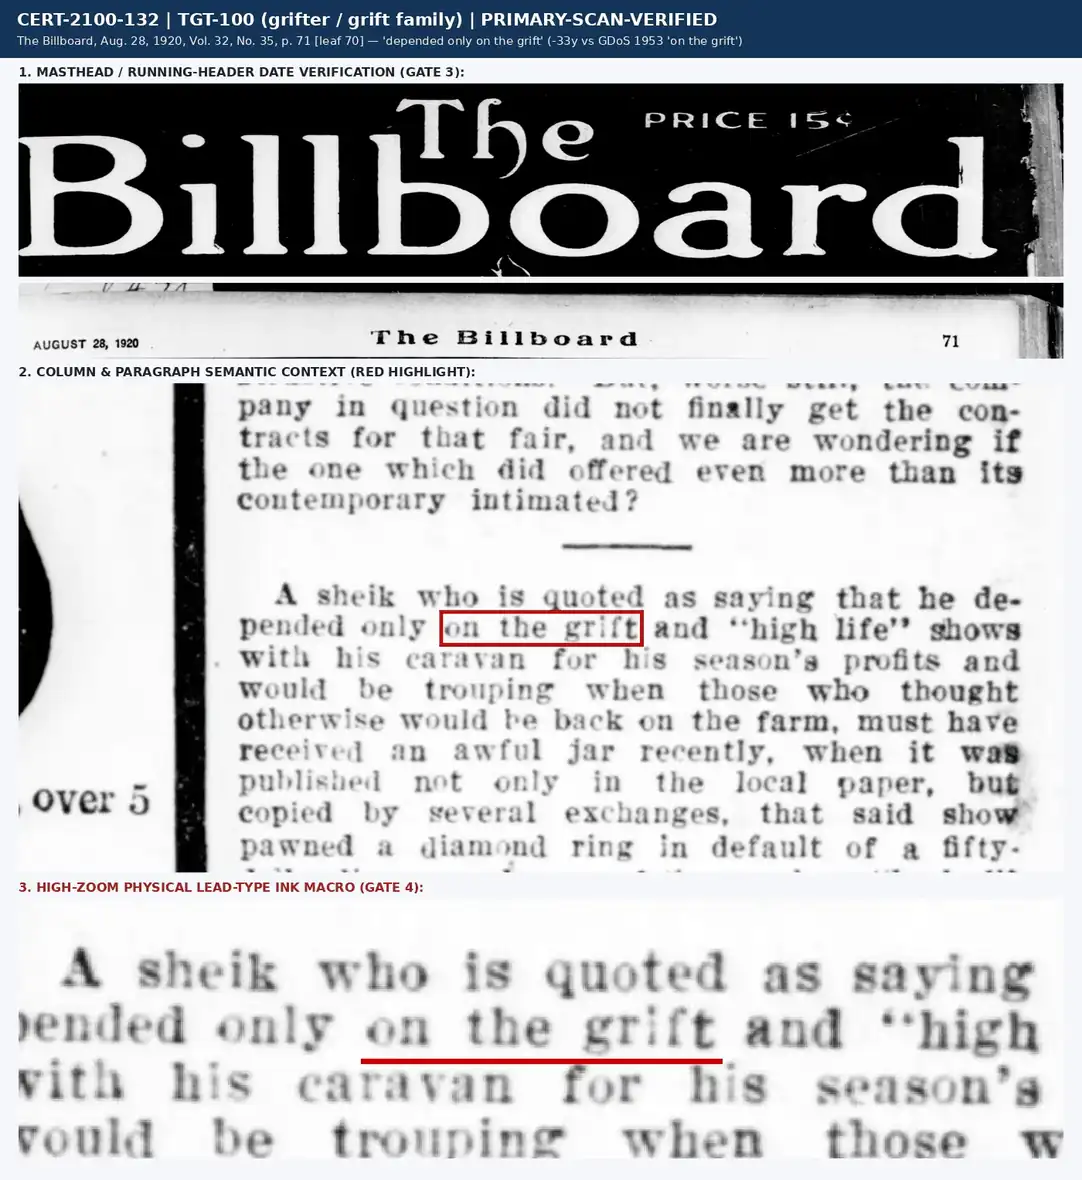 CERT-2100-132 | TGT-100 (grifter / grift family) | PRIMARY-SCAN-VERIFIED
The Billboard, Aug. 28, 1920, Vol. 32, No. 35, p. 71 [leaf 70] — 'depended only on the grift' (-33y vs GDoS 1953 'on the grift')
1. MASTHEAD / RUNNING-HEADER DATE VERIFICATION (GATE 3):
The
PRICE 15¢
Billboard
AUGUST 28, 1920
The Billboard
71
2. COLUMN & PARAGRAPH SEMANTIC CONTEXT (RED HIGHLIGHT):
pany in question did not finally get the con-
tracts for that fair, and we are wondering if
the one which did offered even more than its
contemporary intimated?
A sheik who is quoted as saying that he de-
pended only on the grift and “high life” shows
with his caravan for his season's profits and
would be trouping when those who thought
otherwise would be back on the farm, must have
received an awful jar recently, when it was
published not only in the local paper, but
copied by several exchanges, that said show
pawned a diamond ring in default of a fifty-
over 5
3. HIGH-ZOOM PHYSICAL LEAD-TYPE INK MACRO (GATE 4):
A sheik who is quoted as saying
pended only on the grift and “high
with his caravan for his season's
would be trouping when those w